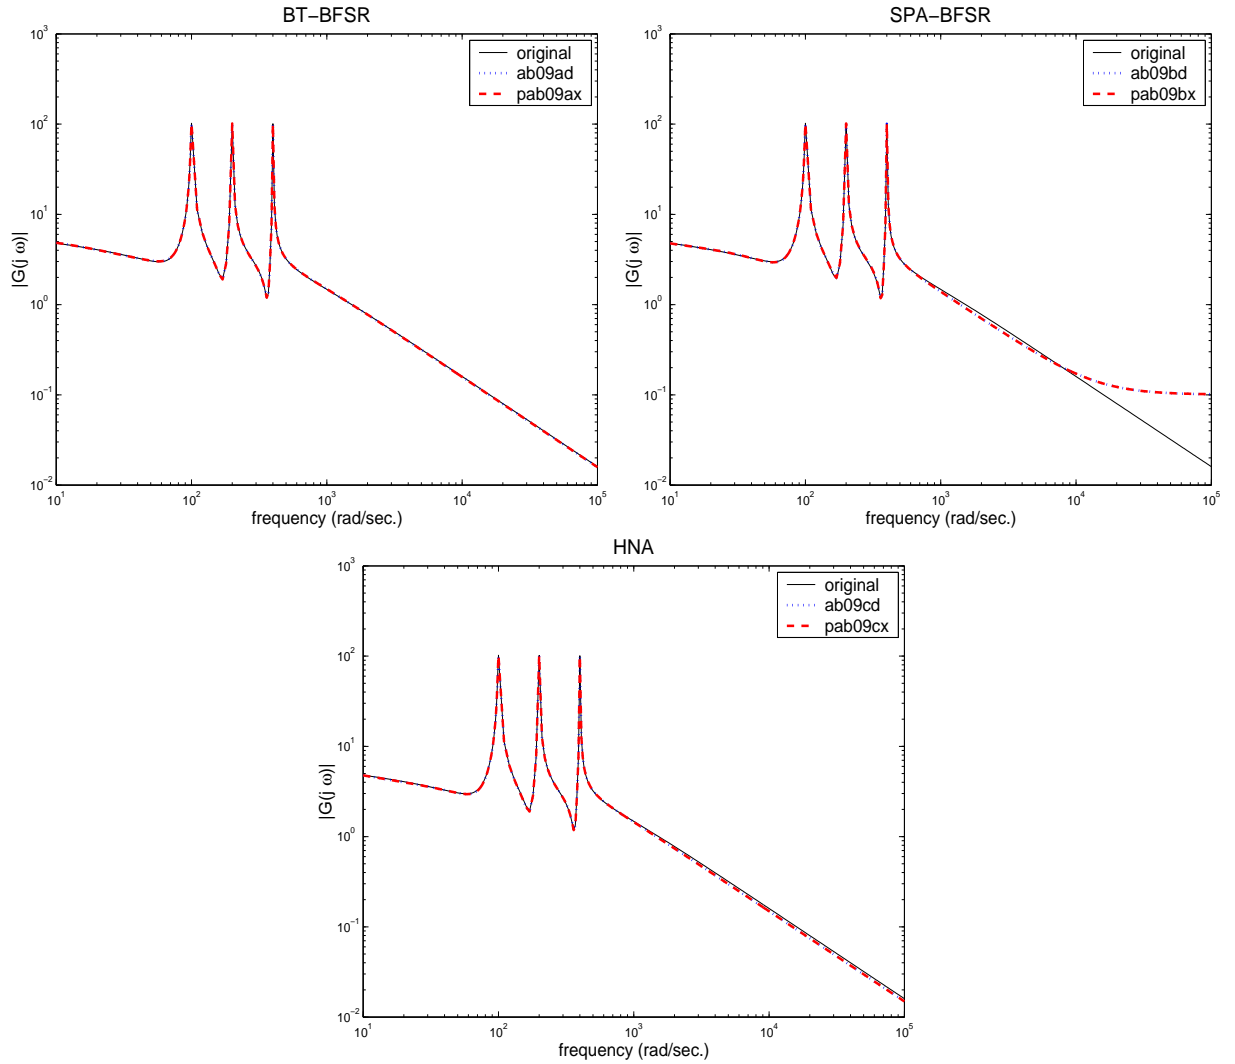 BT−BFSR
10^3
10^2
10^1
10^0
10^−1
10^−2
|G(j ω)|
original
ab09ad
pab09ax
10^1
10^2
10^3
10^4
10^5
frequency (rad/sec.)
SPA−BFSR
10^3
10^2
10^1
10^0
10^−1
10^−2
|G(j ω)|
original
ab09bd
pab09bx
10^1
10^2
10^3
10^4
10^5
frequency (rad/sec.)
HNA
10^3
10^2
10^1
10^0
10^−1
10^−2
|G(j ω)|
original
ab09cd
pab09cx
10^1
10^2
10^3
10^4
10^5
frequency (rad/sec.)